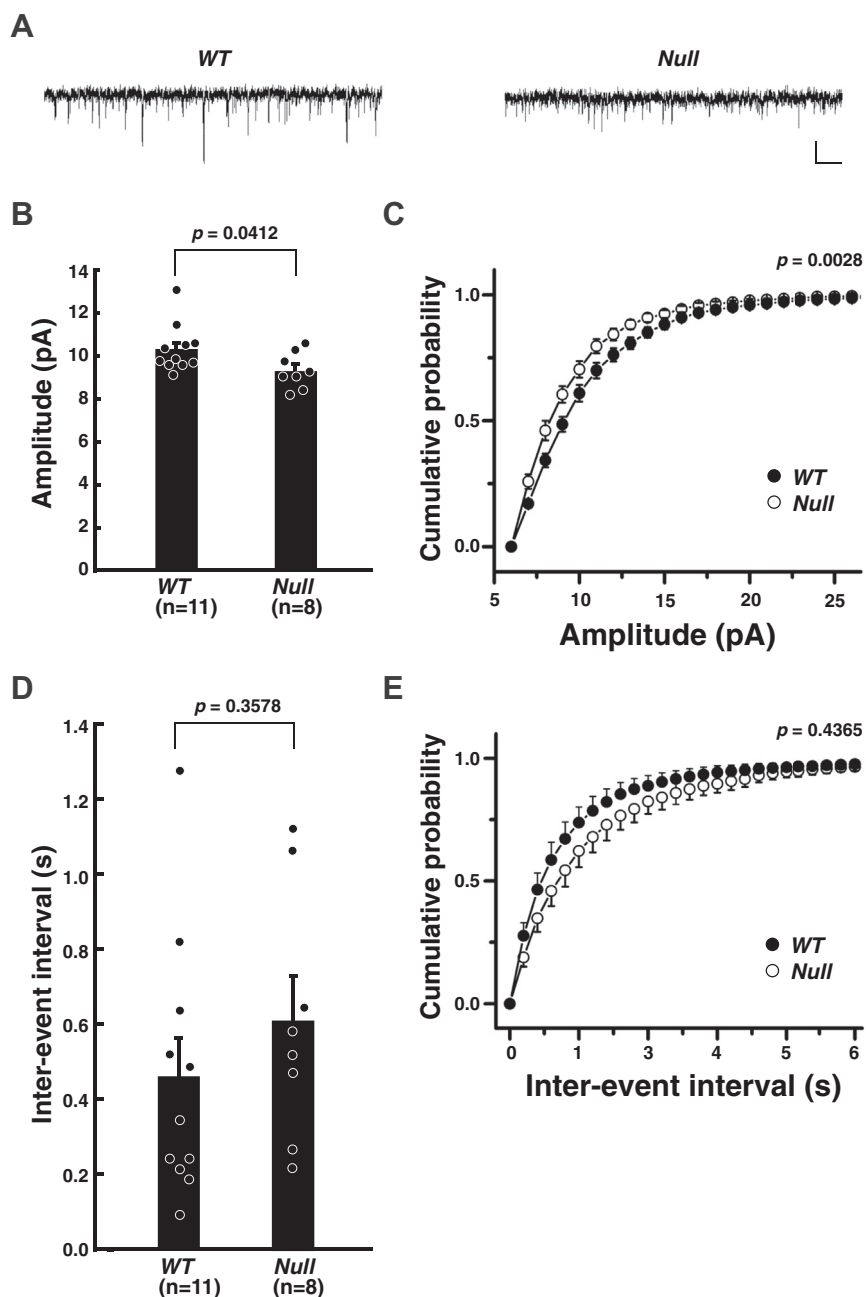 A
WT
Null
B
p = 0.0412
14
12
10
8
6
4
2
0
Amplitude (pA)
WT
(n=11)
Null
(n=8)
C
p = 0.0028
1.0
0.5
0.0
Cumulative probability
WT
Null
5
10
15
20
25
Amplitude (pA)
D
p = 0.3578
1.4
1.2
1.0
0.8
0.6
0.4
0.2
0.0
Inter-event interval (s)
WT
(n=11)
Null
(n=8)
E
p = 0.4365
1.0
0.5
0.0
Cumulative probability
WT
Null
0
1
3
4
5
6
Inter-event interval (s)